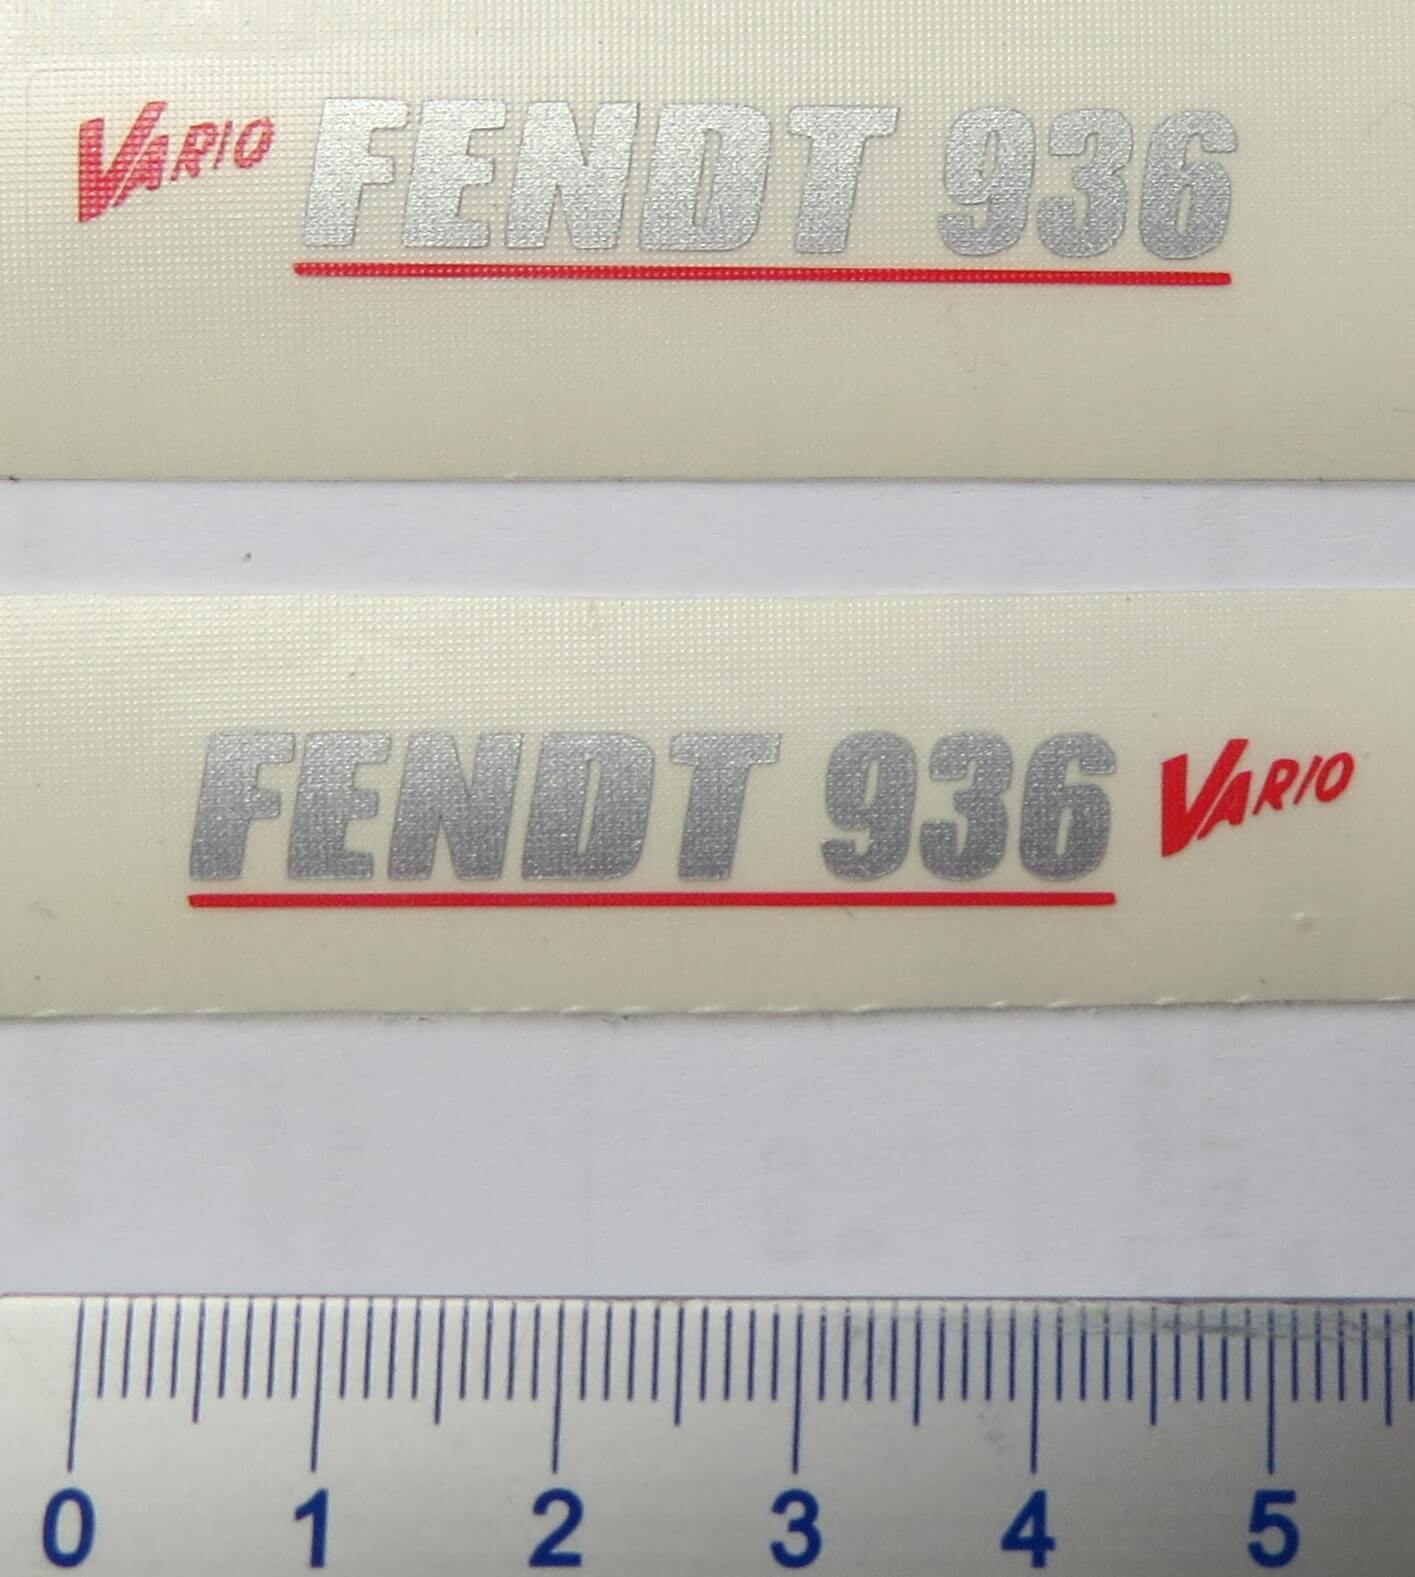 VARIO FENDT 936
FENDT 936 VARIO
0 1 2 3 4 5